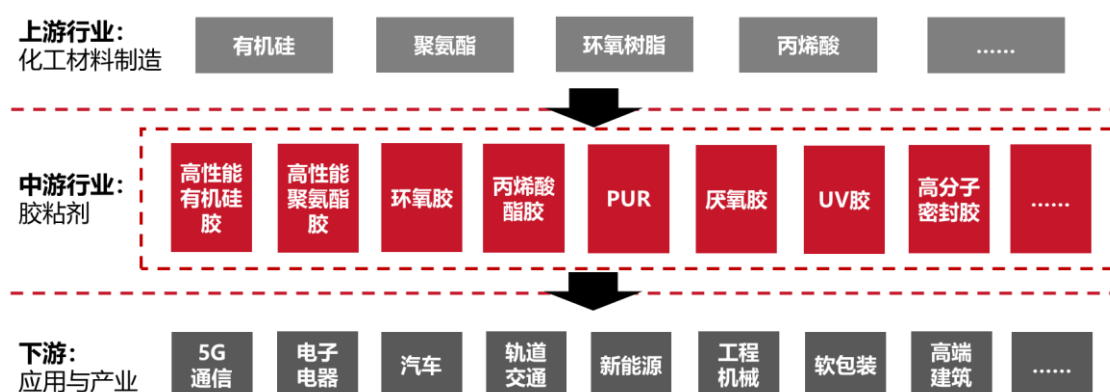 上游行业：
化工材料制造
有机硅
聚氨酯
环氧树脂
丙烯酸
……
中游行业：
胶粘剂
高性能
有机硅
胶
高性能
聚氨酯
胶
环氧胶
丙烯酸
酯胶
PUR
厌氧胶
UV胶
高分子
密封胶
……
下游：
应用与产业
5G
通信
电子
电器
汽车
轨道
交通
新能源
工程
机械
软包装
高端
建筑
……